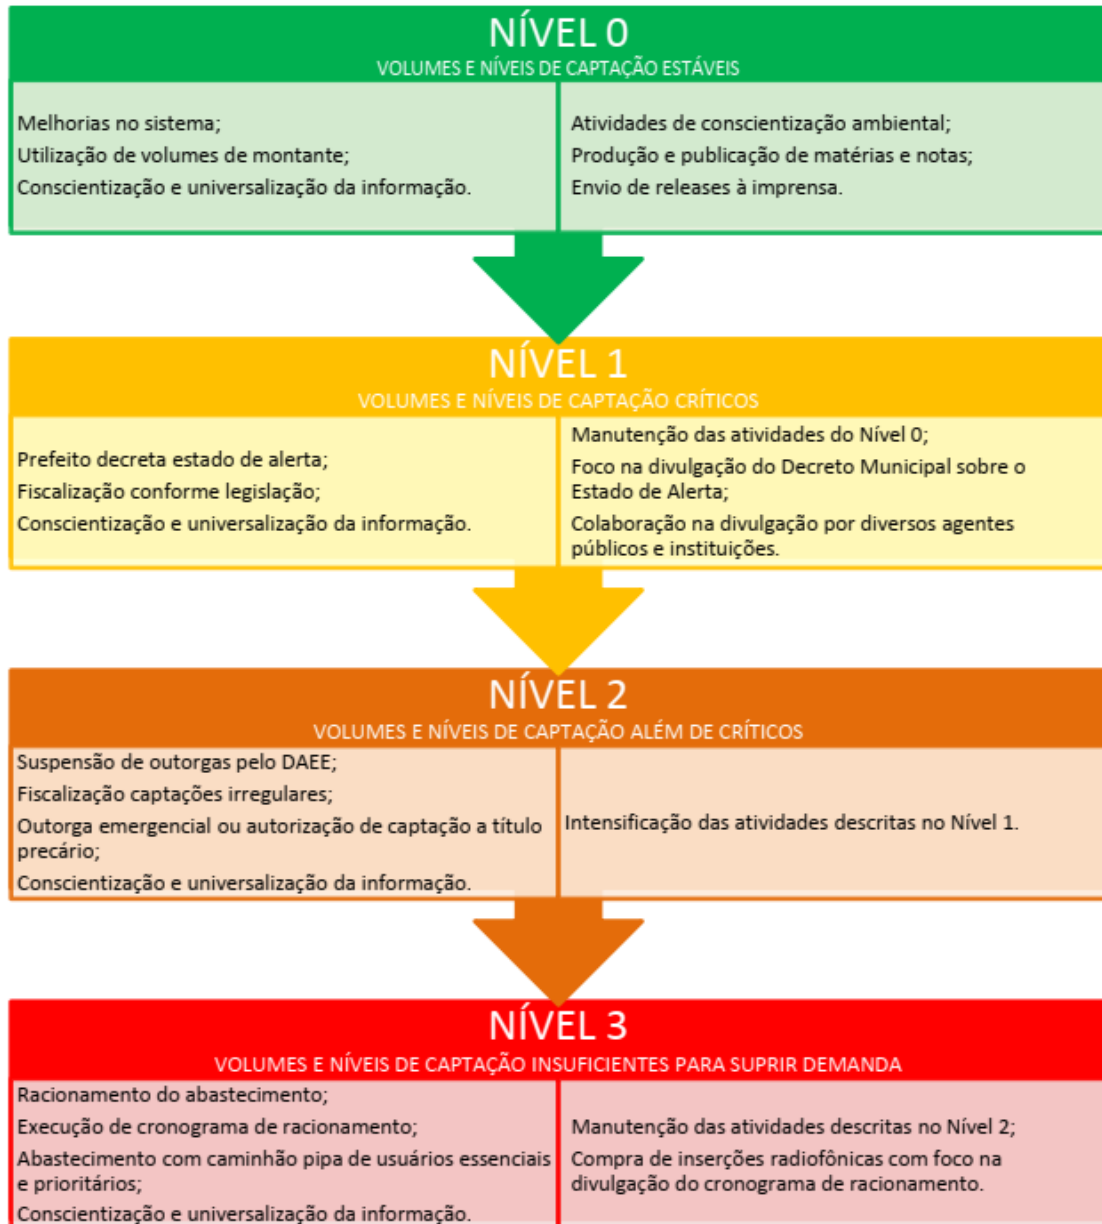 NÍVEL 0
VOLUMES E NÍVEIS DE CAPTAÇÃO ESTÁVEIS
Melhorias no sistema;
Utilização de volumes de montante;
Conscientização e universalização da informação.
Atividades de conscientização ambiental;
Produção e publicação de matérias e notas;
Envio de releases à imprensa.
NÍVEL 1
VOLUMES E NÍVEIS DE CAPTAÇÃO CRÍTICOS
Prefeito decreta estado de alerta;
Fiscalização conforme legislação;
Conscientização e universalização da informação.
Manutenção das atividades do Nível 0;
Foco na divulgação do Decreto Municipal sobre o
Estado de Alerta;
Colaboração na divulgação por diversos agentes
públicos e instituições.
NÍVEL 2
VOLUMES E NÍVEIS DE CAPTAÇÃO ALÉM DE CRÍTICOS
Suspensão de outorgas pelo DAEE;
Fiscalização captações irregulares;
Outorga emergencial ou autorização de captação a título
precário;
Conscientização e universalização da informação.
Intensificação das atividades descritas no Nível 1.
NÍVEL 3
VOLUMES E NÍVEIS DE CAPTAÇÃO INSUFICIENTES PARA SUPRIR DEMANDA
Racionamento do abastecimento;
Execução de cronograma de racionamento;
Abastecimento com caminhão pipa de usuários essenciais
e prioritários;
Conscientização e universalização da informação.
Manutenção das atividades descritas no Nível 2;
Compra de inserções radiofônicas com foco na
divulgação do cronograma de racionamento.